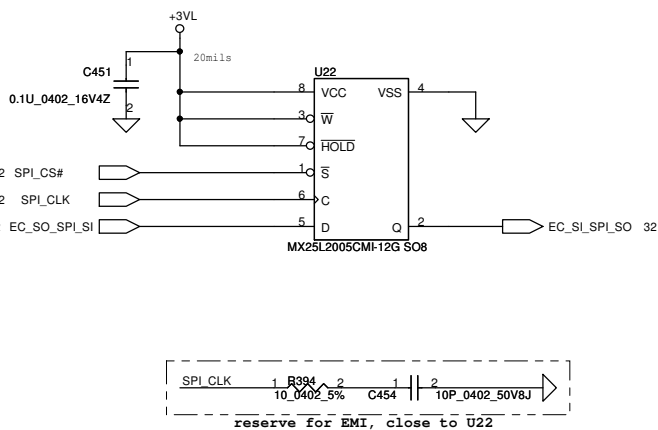 +3VL
20mils
C451
1
2
0.1U_0402_16V4Z
U22
8 VCC VSS 4
3 W
7 HOLD
2 SPI_CS# 1 S
2 SPI_CLK 6 C
EC_SO_SPI_SI 5 D Q 2 EC_SI_SPI_SO 32
MX25L2005CMI-12G SO8
SPI_CLK 1 R394 2 1 2
10_0402_5% C454 10P_0402_50V8J
reserve for EMI, close to U22